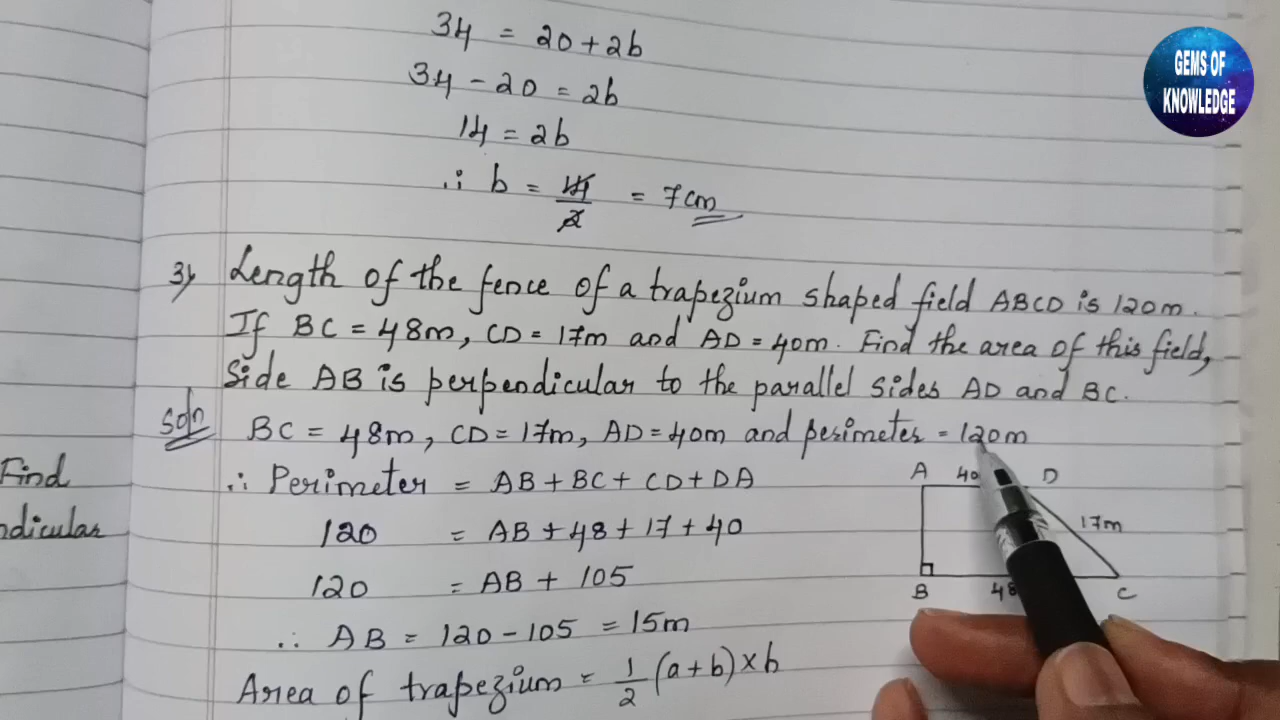 34 = 20 + 2b
34 - 20 = 2b
14 = 2b
∴ b = 14/2 = 7cm
GEMS OF
KNOWLEDGE
3) Length of the fence of a trapezium shaped field ABCD is 120m.
If BC = 48m, CD = 17m and AD = 40m. Find the area of this field,
Side AB is perpendicular to the parallel sides AD and BC.
Soln BC = 48m, CD = 17m, AD = 40m and perimeter = 120m
∴ Perimeter = AB + BC + CD + DA
120 = AB + 48 + 17 + 40
120 = AB + 105
∴ AB = 120 - 105 = 15m
Area of trapezium = 1/2 (a+b) × b
A 40 D
17m
B 48 C
Find
dicular